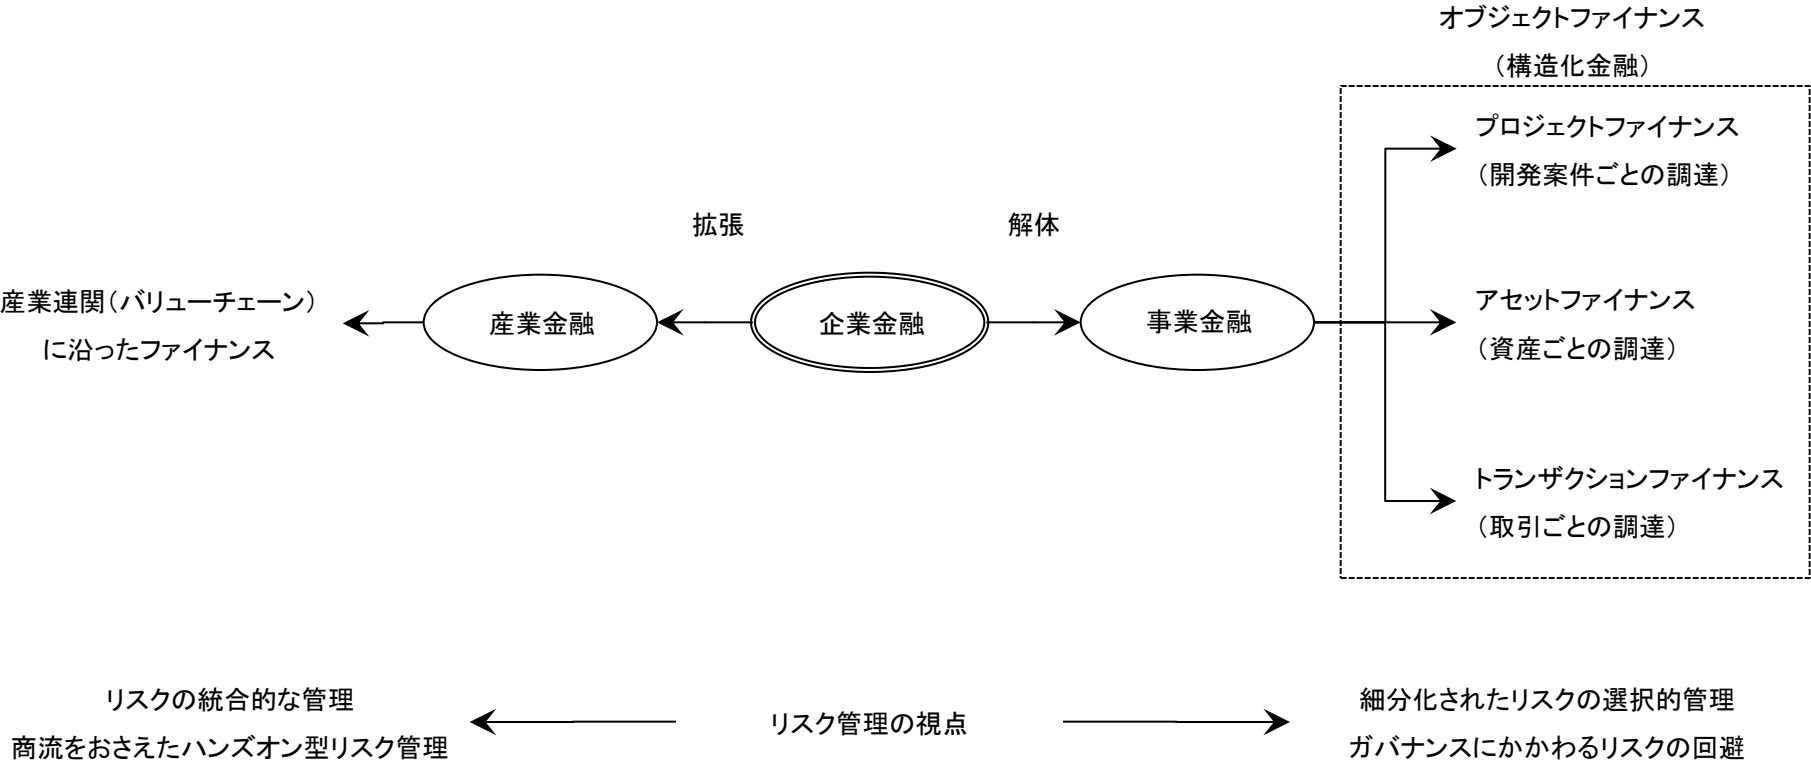 オブジェクトファイナンス
（構造化金融）
プロジェクトファイナンス
（開発案件ごとの調達）
拡張
解体
産業連関（バリューチェーン）
に沿ったファイナンス
産業金融
企業金融
事業金融
アセットファイナンス
（資産ごとの調達）
トランザクションファイナンス
（取引ごとの調達）
リスクの統合的な管理
商流をおさえたハンズオン型リスク管理
リスク管理の視点
細分化されたリスクの選択的管理
ガバナンスにかかわるリスクの回避